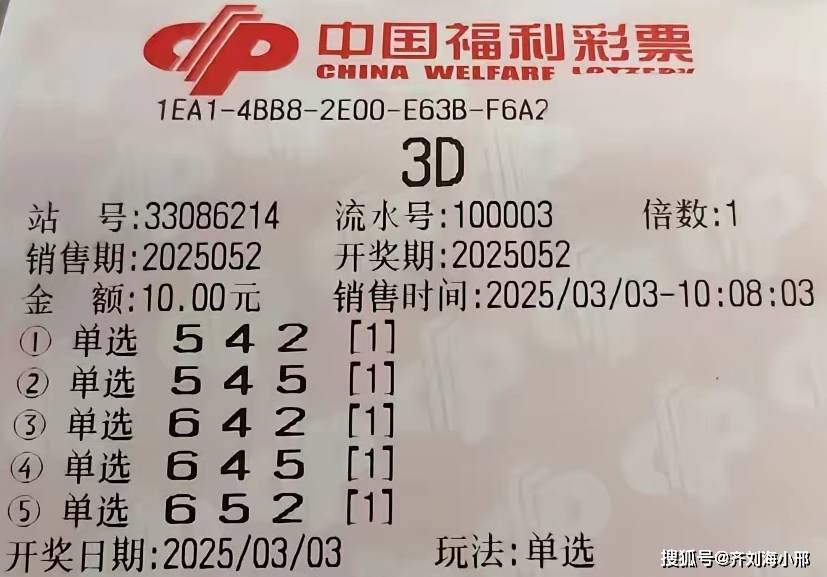 中国福利彩票
CHINA WELFARE LOTTERY
1EA1-4BB8-2E00-E63B-F6A2
3D
站 号:33086214 流水号:100003 倍数:1
销售期:2025052 开奖期:2025052
金 额:10.00元 销售时间:2025/03/03-10:08:03
① 单选 5 4 2 [1]
② 单选 5 4 5 [1]
③ 单选 6 4 2 [1]
④ 单选 6 4 5 [1]
⑤ 单选 6 5 2 [1]
开奖日期:2025/03/03 玩法:单选
搜狐号@齐刘海小邢